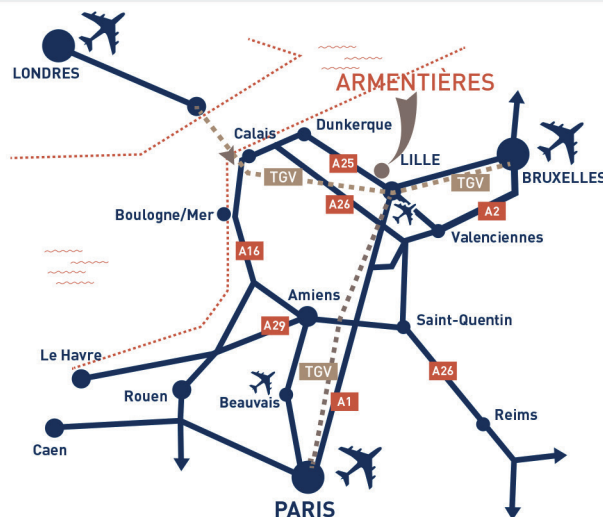 LONDRES
ARMENTIÈRES
Dunkerque
Calais
A25
LILLE
TGV
TGV
BRUXELLES
A26
A2
Boulogne/Mer
Valenciennes
A16
Amiens
A29
Saint-Quentin
Le Havre
TGV
A26
Rouen
Beauvais
A1
Reims
Caen
PARIS